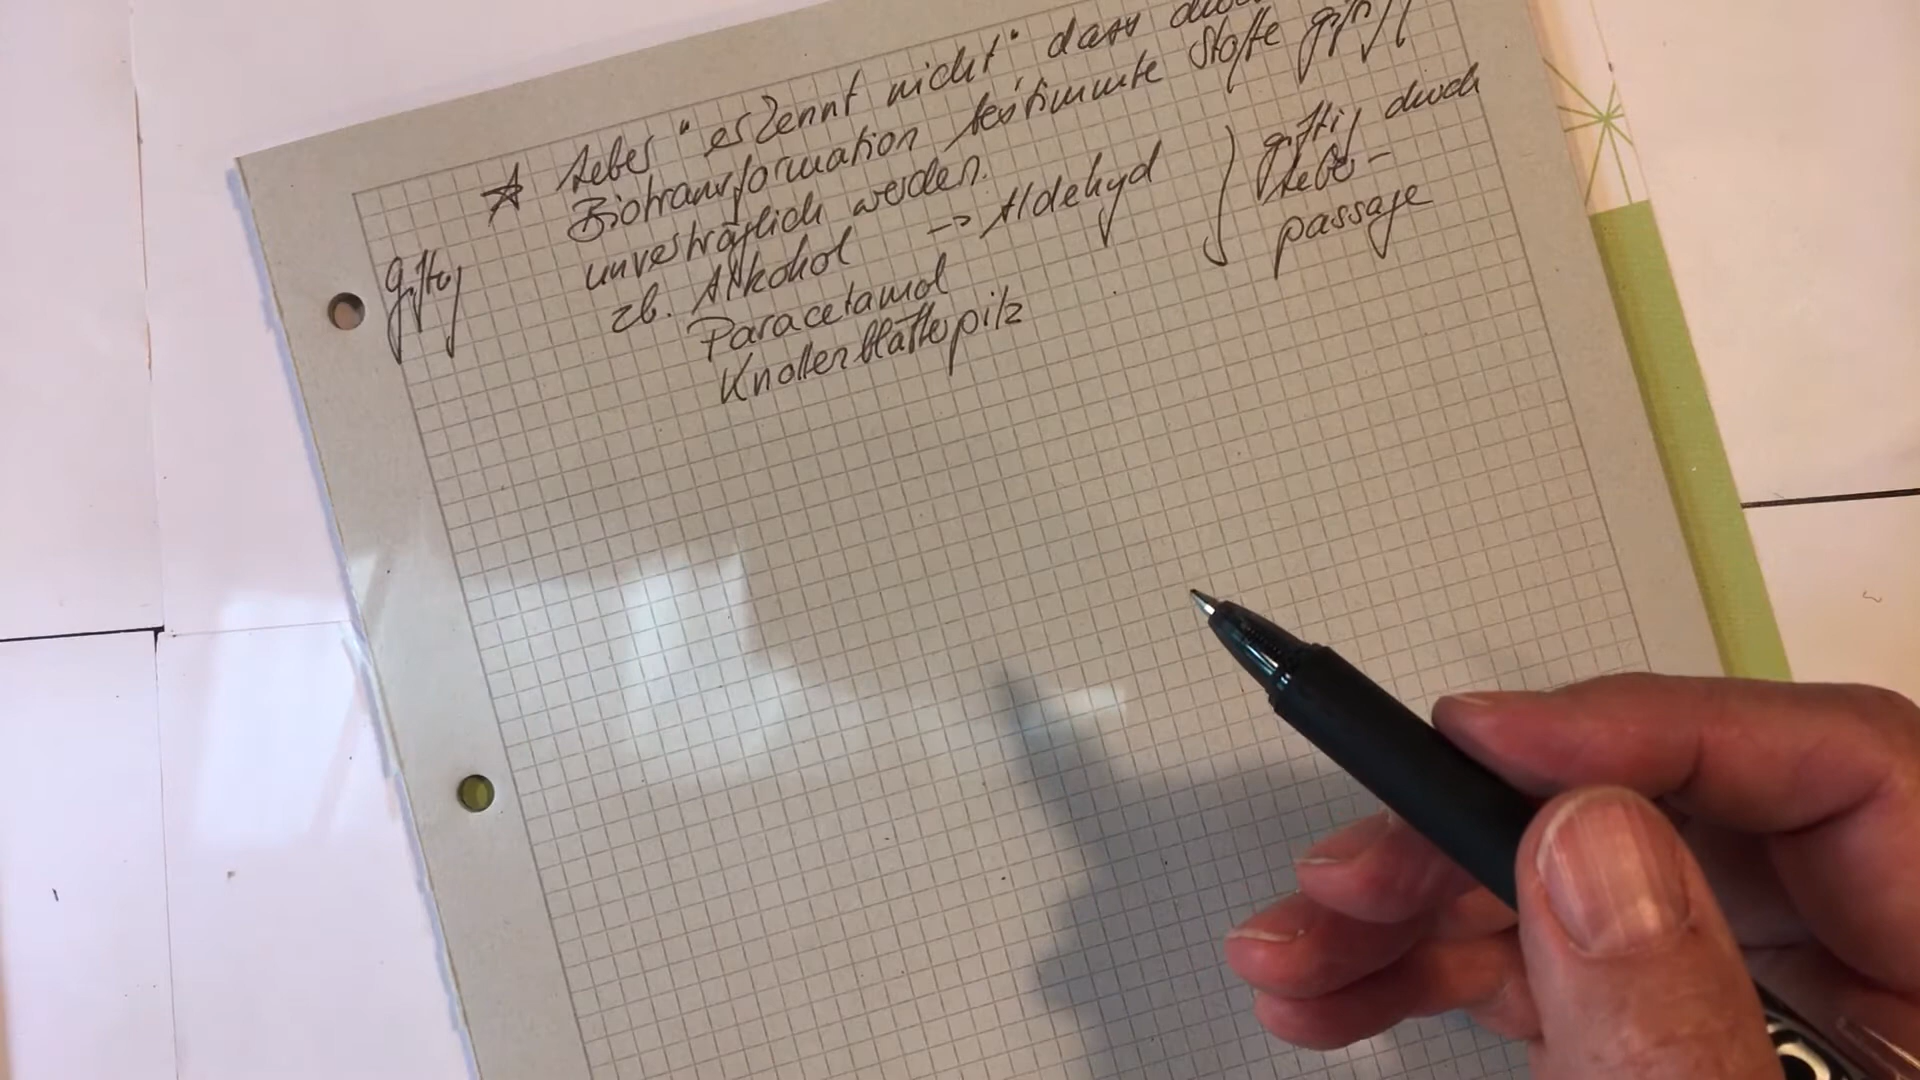 * Leber "erkennt nicht" dass durch
Biotransformation bestimmte Stoffe giftig
unverträglich werden.
giftig
zb. Alkohol -> Aldehyd
Paracetamol
Knollenblätterpilz
} giftig durch
Leber-
passage